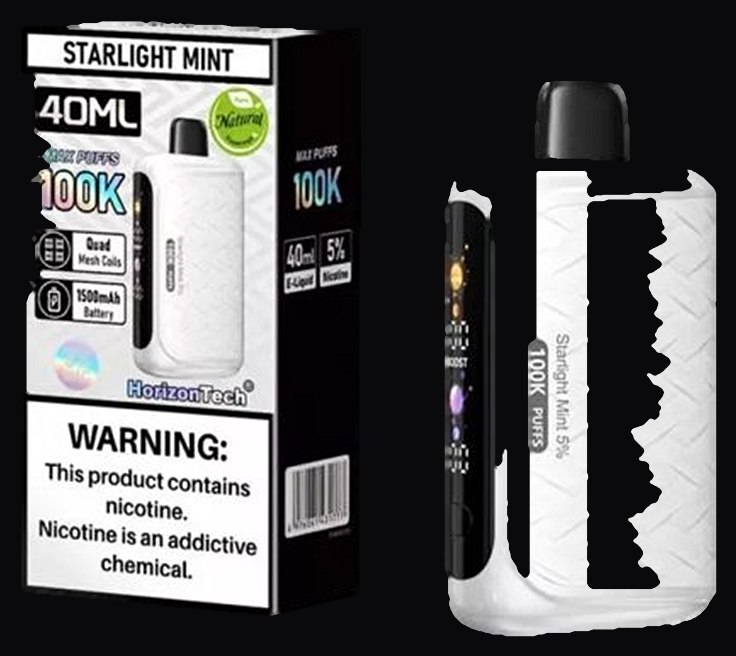 STARLIGHT MINT
40ML
Natural
MAX PUFFS
100K
Quad
Mesh Coils
1500mAh
Battery
HorizonTech®
WARNING:
This product contains
nicotine.
Nicotine is an addictive
chemical.
MAX PUFFS
100K
40ml
E-Liquid
5%
Nicotine
BOOST
100K PUFFS
Starlight Mint 5%